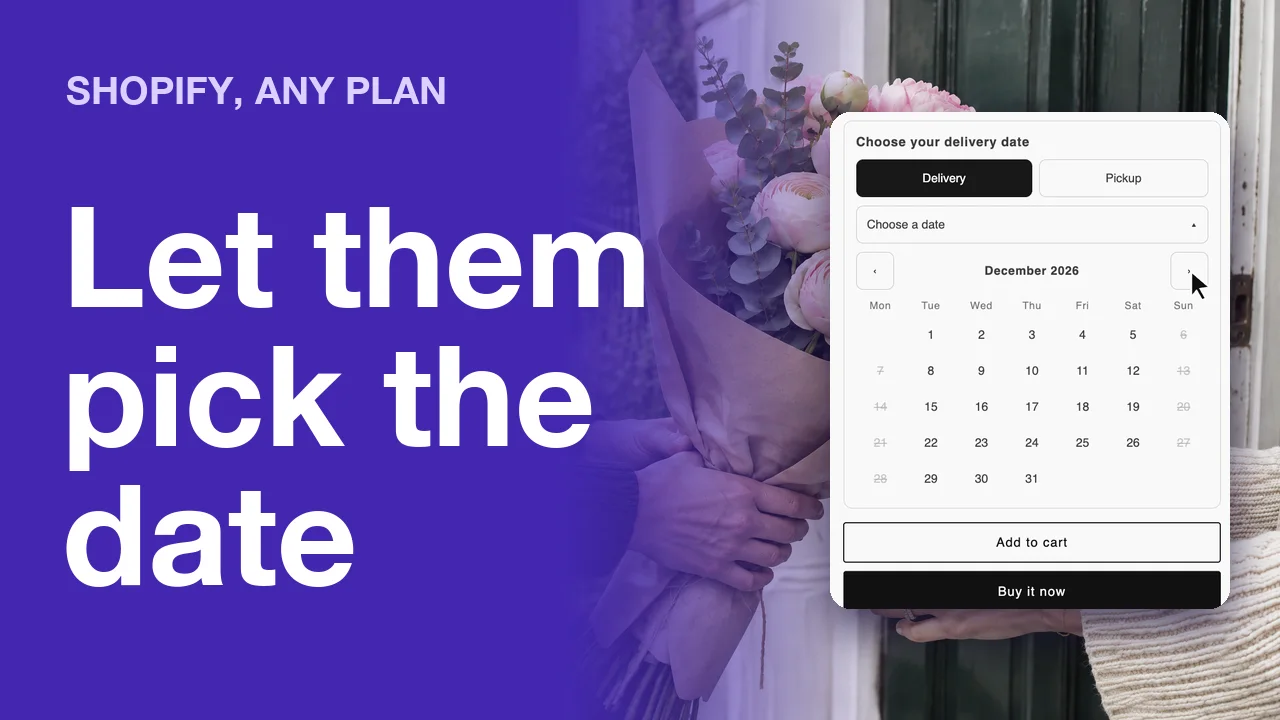 SHOPIFY, ANY PLAN
Let them
pick the
date
Choose your delivery date
Delivery Pickup
Choose a date
December 2026
Mon Tue Wed Thu Fri Sat Sun
1 2 3 4 5 6
7 8 9 10 11 12 13
14 15 16 17 18 19 20
21 22 23 24 25 26 27
28 29 30 31
Add to cart
Buy it now